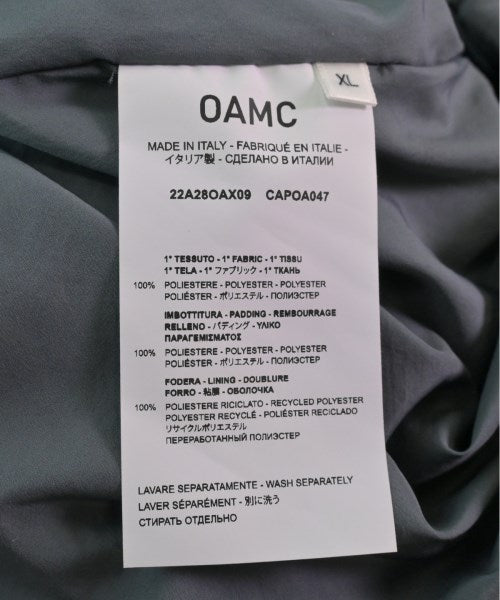 XL
OAMC
MADE IN ITALY - FABRIQUÉ EN ITALIE -
イタリア製 - СДЕЛАНО В ИТАЛИИ
22A28OAX09 CAPOA047
1° TESSUTO - 1° FABRIC - 1° TISSU
1° TELA - 1° ファブリック - 1° ТКАНЬ
100% POLIESTERE - POLYESTER - POLYESTER
POLIÉSTER - ポリエステル - ПОЛИЭСТЕР
IMBOTTITURA - PADDING - REMBOURRAGE
RELLENO - パディング - ΥΛΙΚΟ
ΠΑΡΑΓΕΜΙΣΜΑΤΟΣ
100% POLIESTERE - POLYESTER - POLYESTER
POLIÉSTER - ポリエステル - ПОЛИЭСТЕР
FODERA - LINING - DOUBLURE
FORRO - 粘膜 - ОБОЛОЧКА
100% POLIESTERE RICICLATO - RECYCLED POLYESTER
POLYESTER RECYCLÉ - POLIÉSTER RECICLADO
リサイクルポリエステル
ПЕРЕРАБОТАННЫЙ ПОЛИЭСТЕР
LAVARE SEPARATAMENTE - WASH SEPARATELY
LAVER SÉPARÉMENT - 別に洗う
СТИРАТЬ ОТДЕЛЬНО